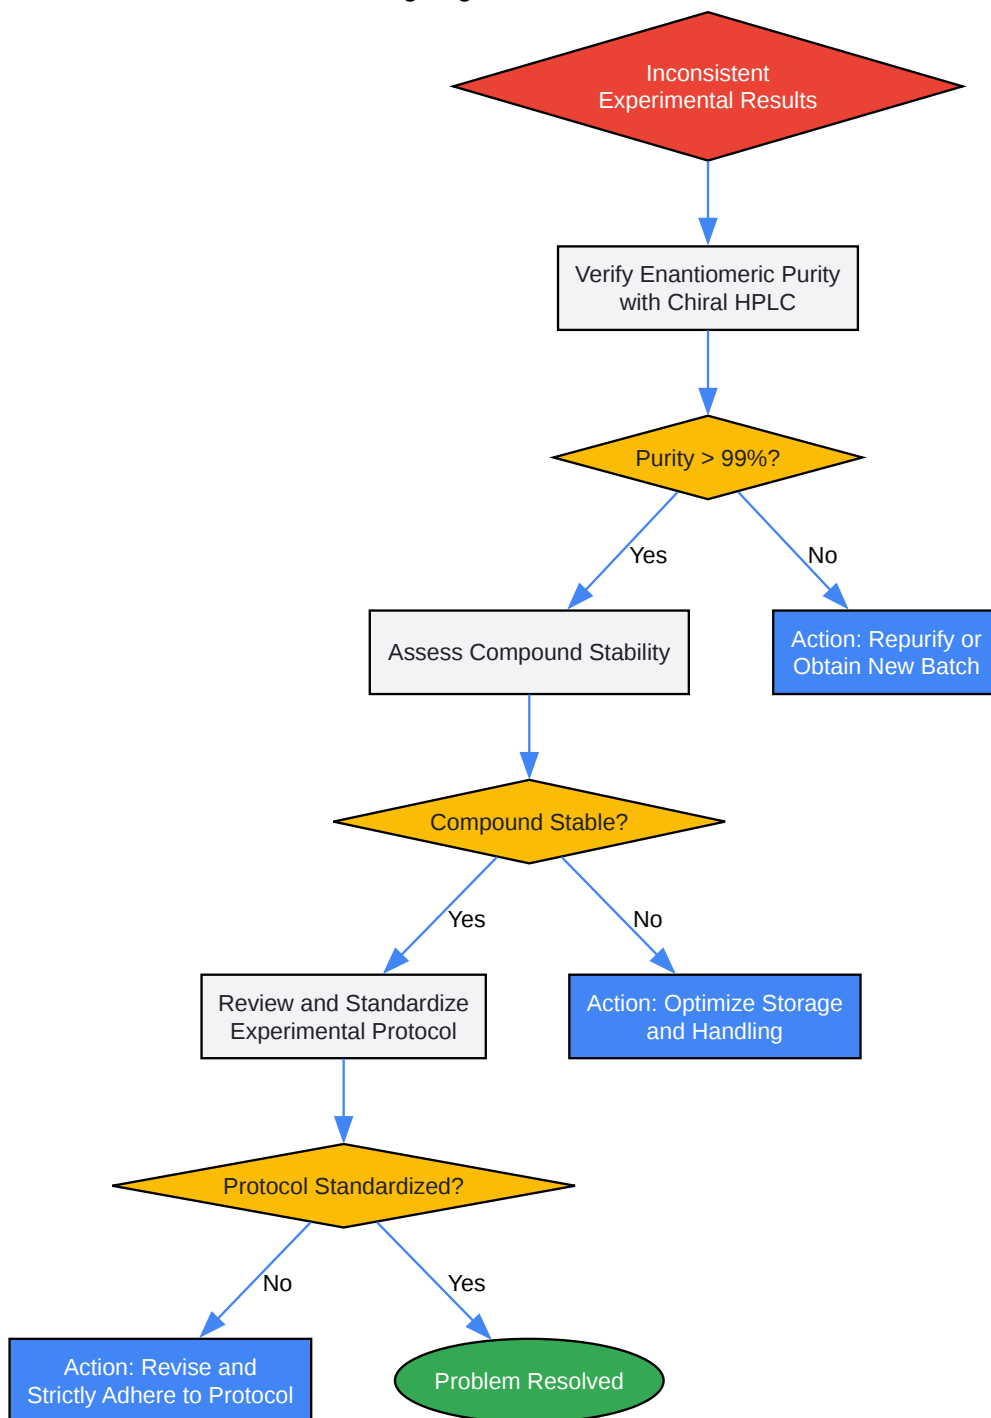 Inconsistent
Experimental Results
Verify Enantiomeric Purity
with Chiral HPLC
Purity > 99%?
Yes
No
Assess Compound Stability
Action: Repurify or
Obtain New Batch
Compound Stable?
Yes
No
Review and Standardize
Experimental Protocol
Action: Optimize Storage
and Handling
Protocol Standardized?
No
Yes
Action: Revise and
Strictly Adhere to Protocol
Problem Resolved